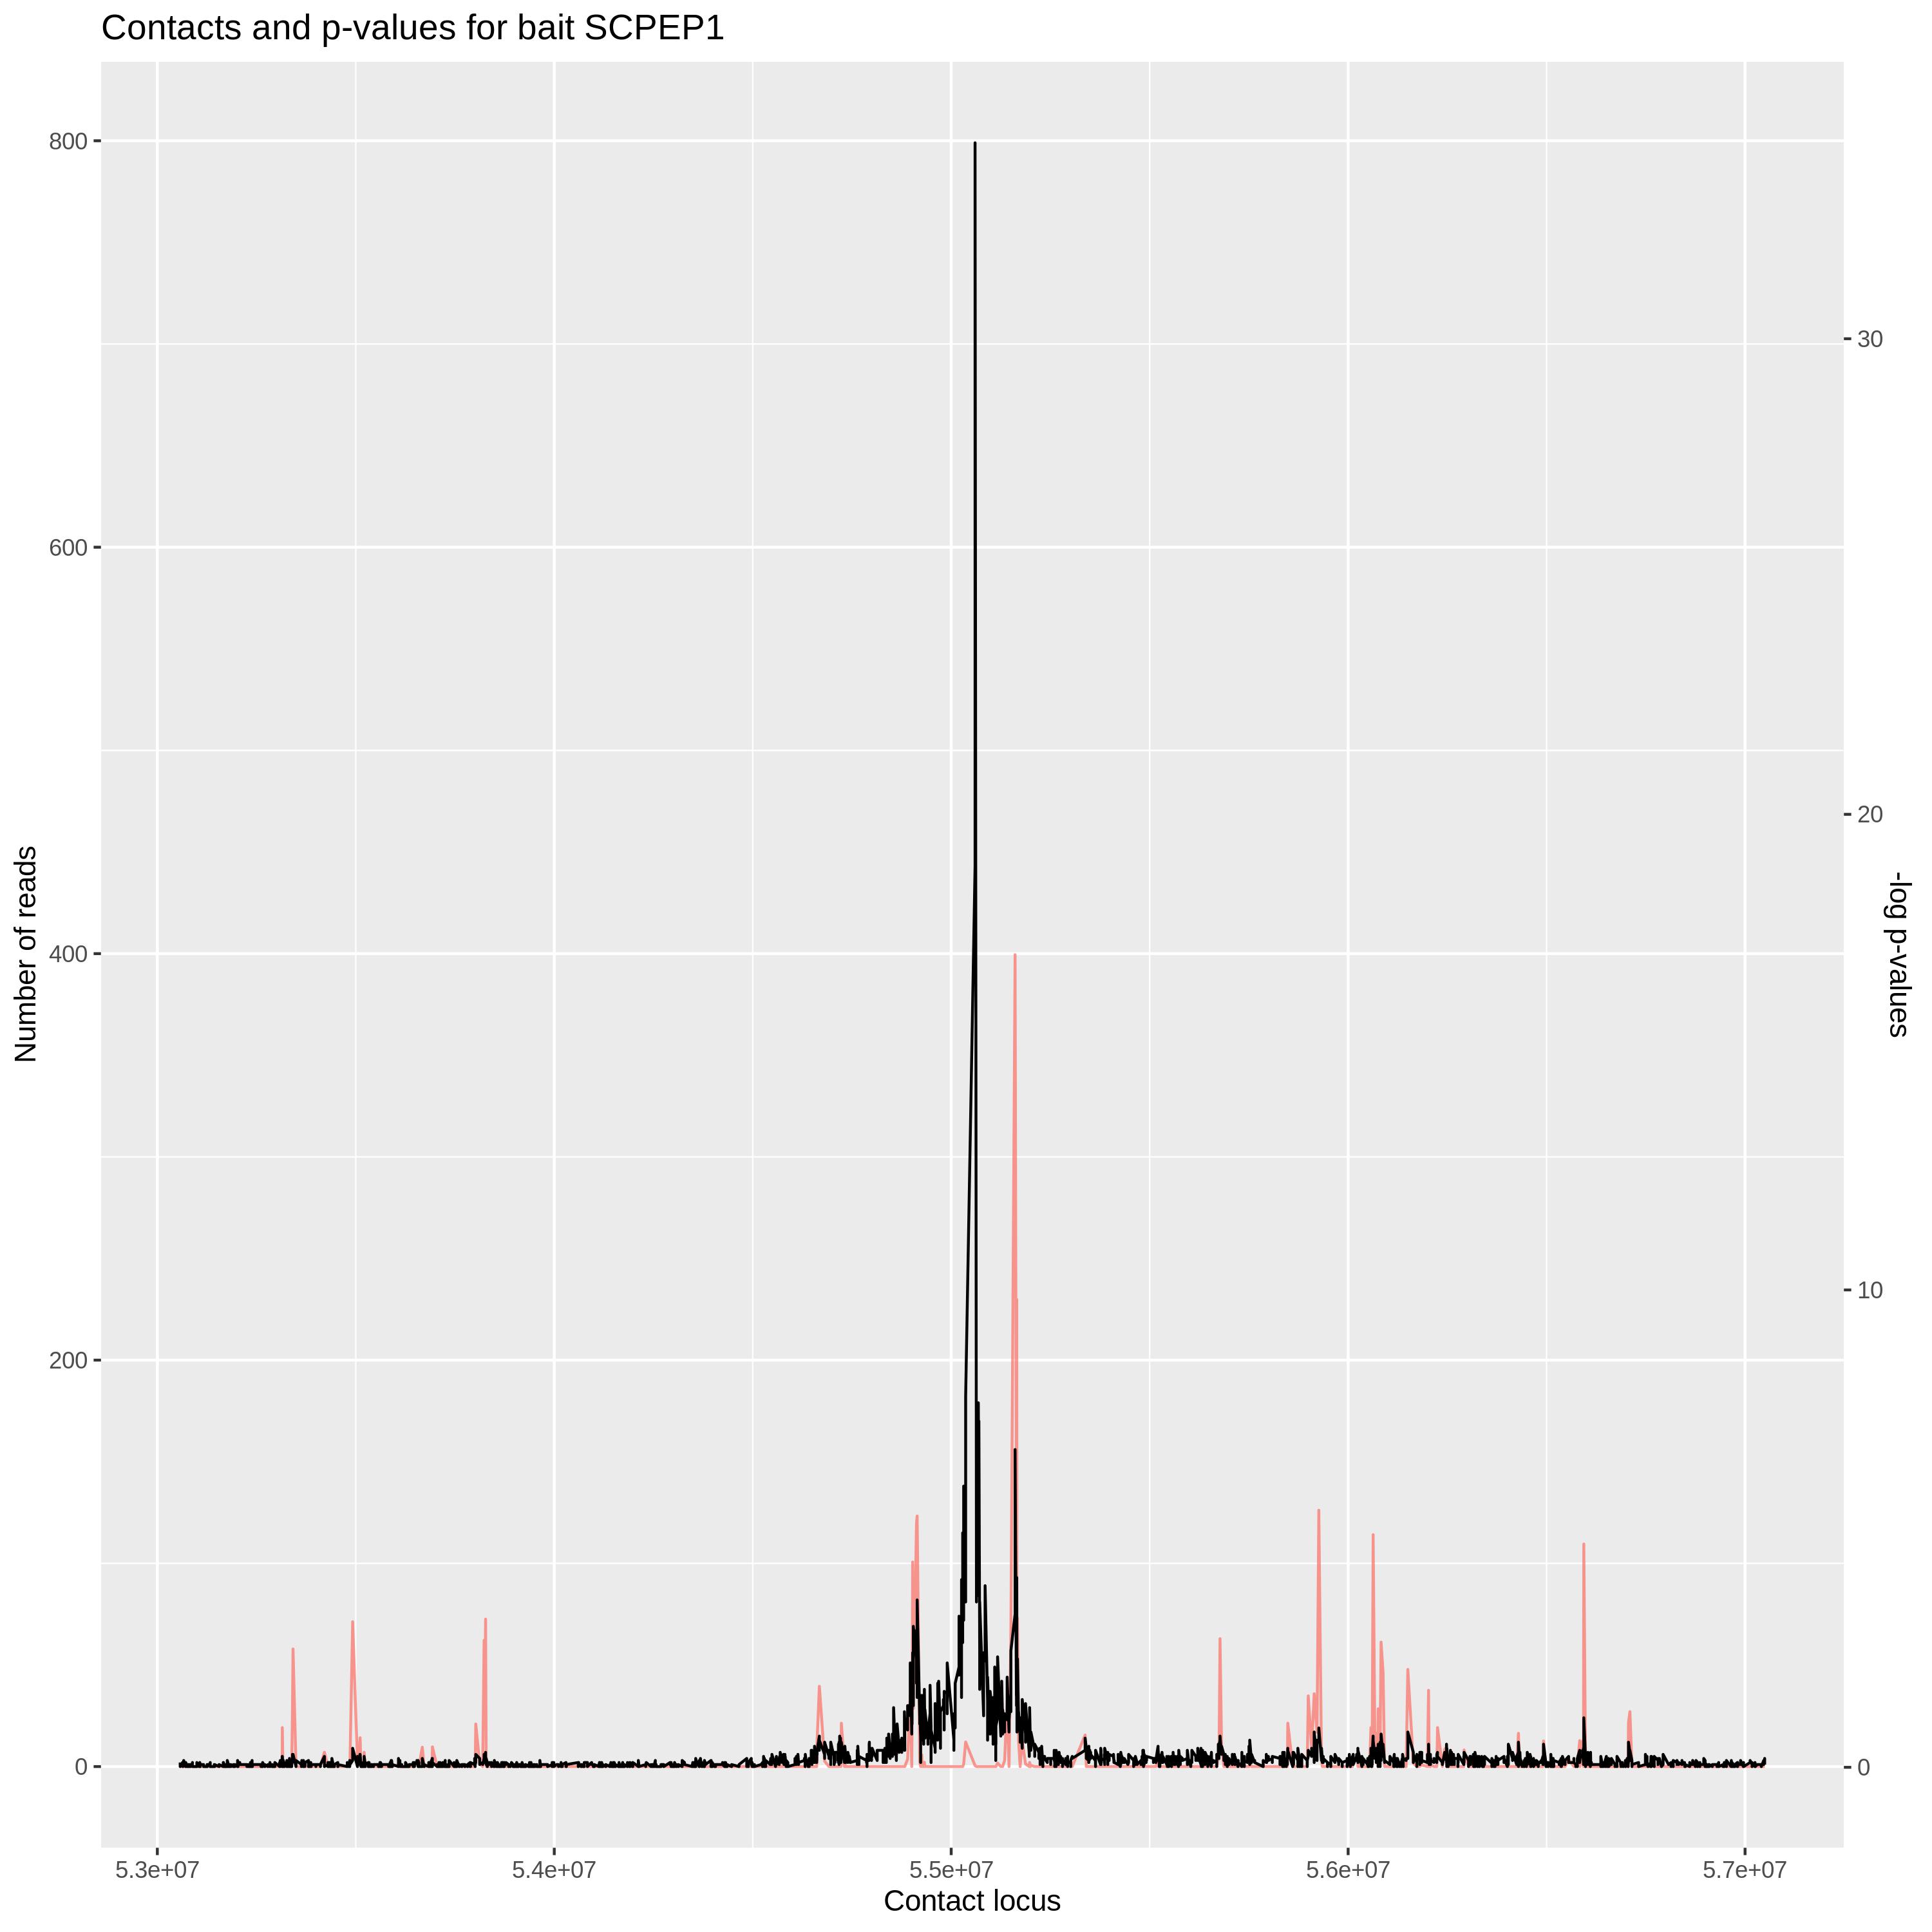 Contacts and p-values for bait SCPEP1
800
600
400
200
0
Number of reads
30
20
10
0
-log p-values
5.3e+07
5.4e+07
5.5e+07
5.6e+07
5.7e+07
Contact locus